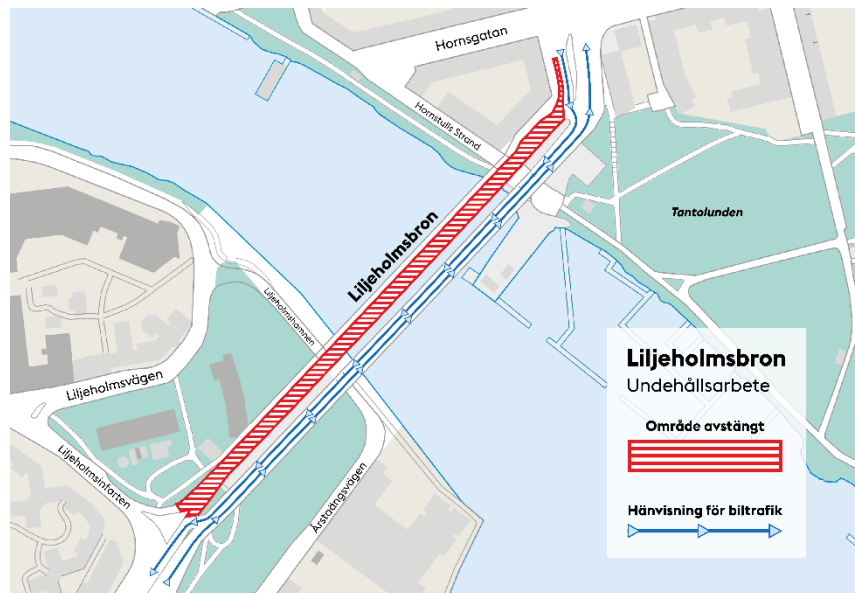 Hornsgatan
Hornstulls Strand
Tantolunden
Liljeholmsbron
Liljeholmshamnen
Liljeholmsvägen
Liljeholmsinfarten
Årstaängsvägen
Liljeholmsbron
Undehållsarbete
Område avstängt
Hänvisning för biltrafik